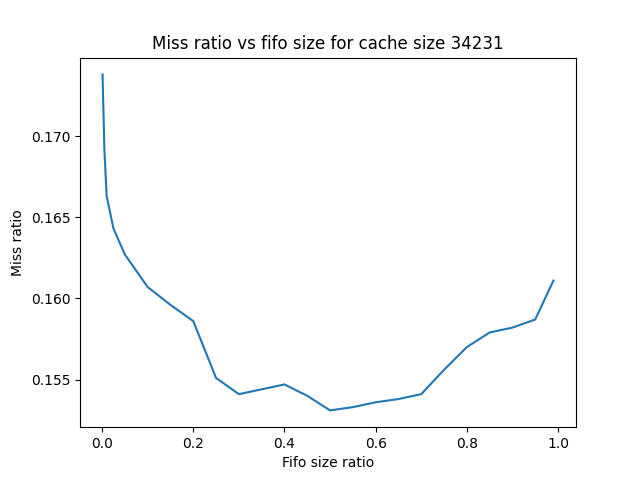 Miss ratio vs fifo size for cache size 34231
0.170
0.165
0.160
0.155
Miss ratio
0.0 0.2 0.4 0.6 0.8 1.0
Fifo size ratio